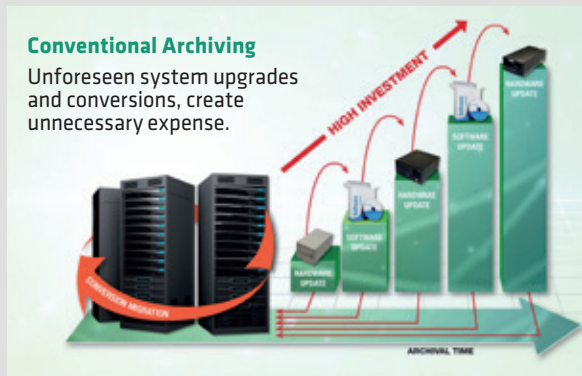 Conventional Archiving
Unforeseen system upgrades
and conversions, create
unnecessary expense.
HIGH INVESTMENT
HARDWARE
UPDATE
SOFTWARE
UPDATE
HARDWARE
UPDATE
SOFTWARE
UPDATE
HARDWARE
UPDATE
CONVERSION MIGRATION
ARCHIVAL TIME